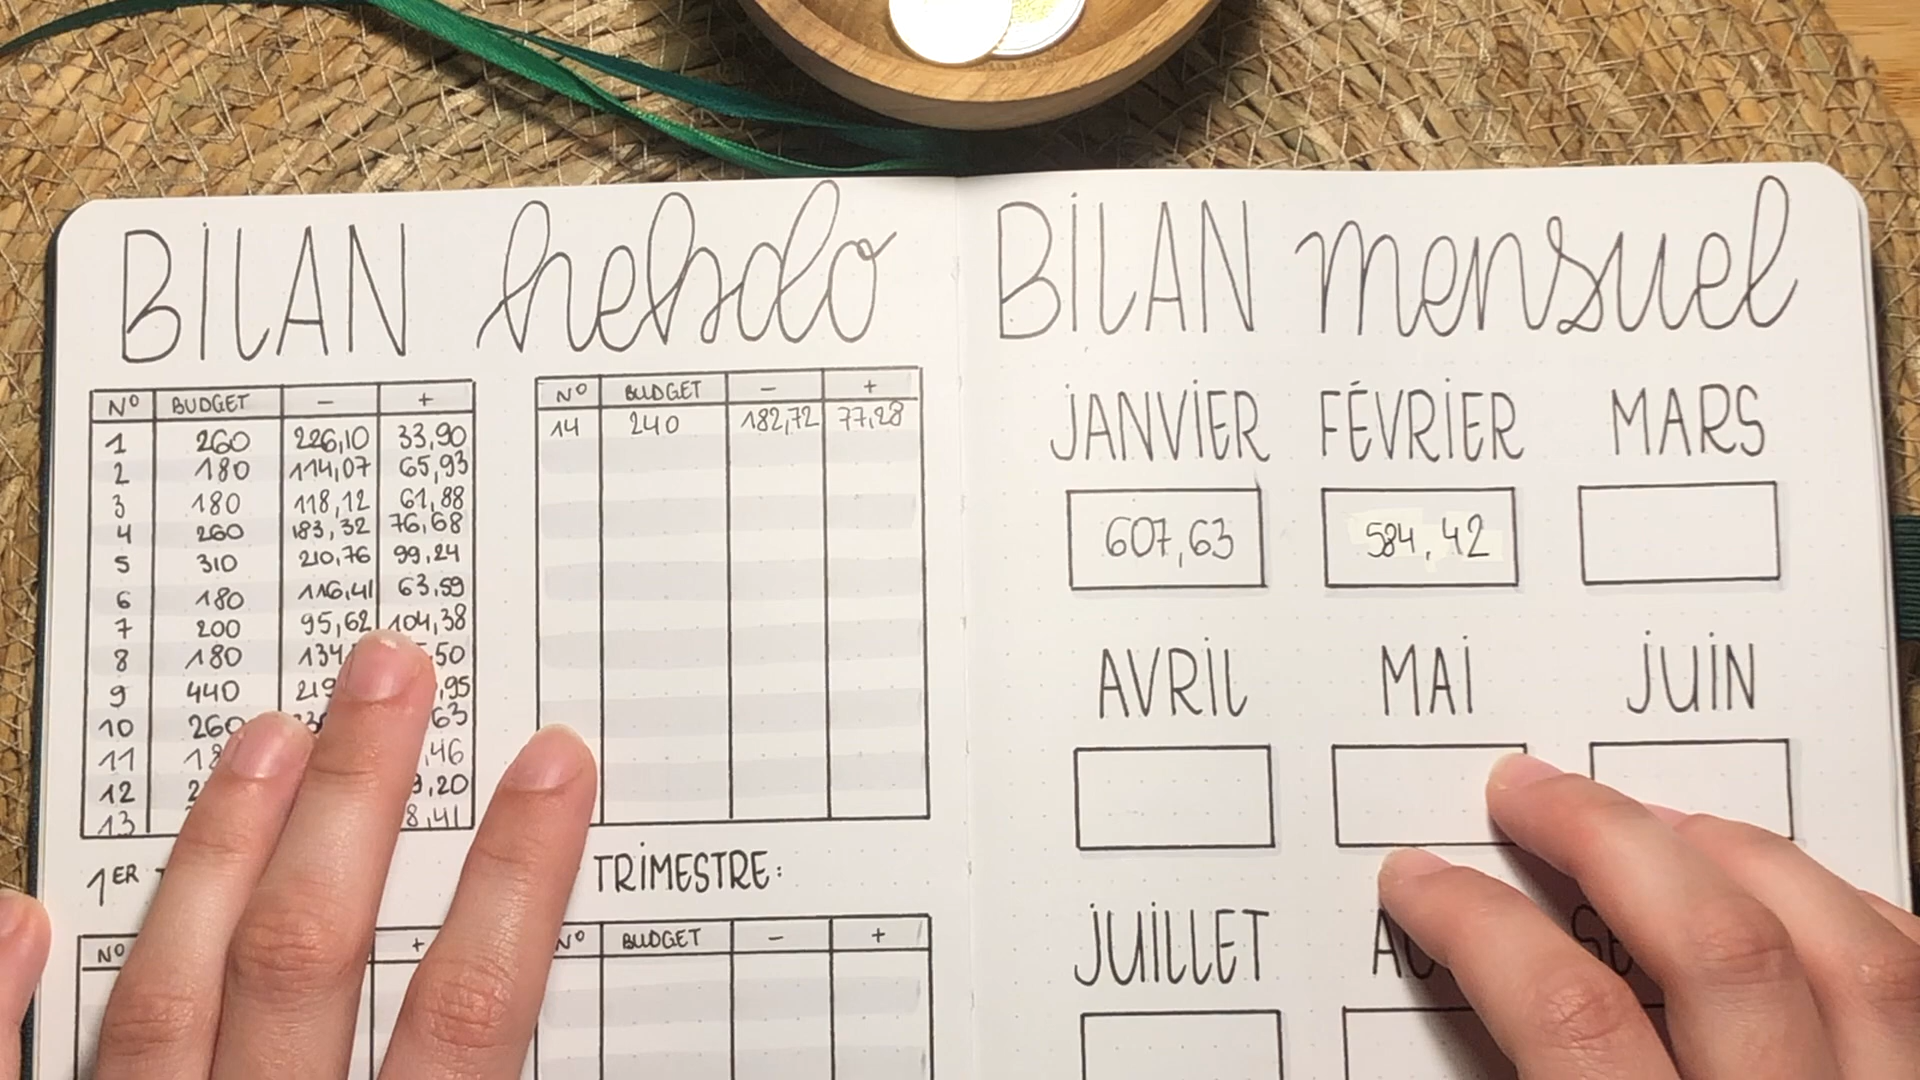 BILAN hebdo
N° BUDGET - +
1 260 226,10 33,90
2 180 114,07 65,93
3 180 118,12 61,88
4 260 183,32 76,68
5 310 210,76 99,24
6 180 116,41 63,59
7 200 95,62 104,38
8 180 134 ,50
9 440 219 ,95
10 260 63
11 ,46
12 ,20
13 8,41
N° BUDGET - +
14 240 182,72 77,28
1ER
TRIMESTRE:
N° +
N° BUDGET - +
BILAN mensuel
JANVIER FÉVRIER MARS
607,63 584,42
AVRIL MAI JUIN
JUILLET